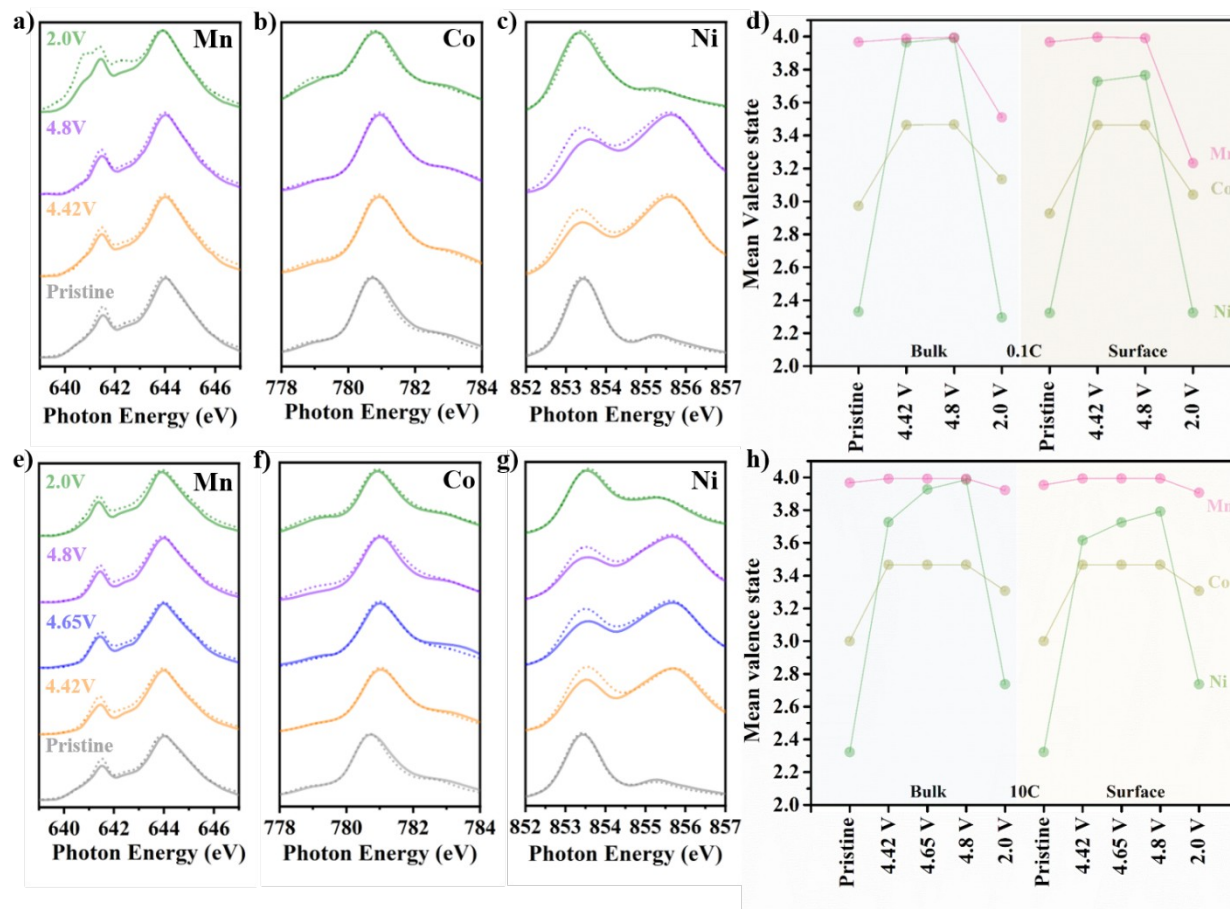 a)
Mn
2.0V
4.8V
4.42V
Pristine
640 642 644 646
Photon Energy (eV)
b)
Co
778 780 782 784
Photon Energy (eV)
c)
Ni
852 853 854 855 856 857
Photon Energy (eV)
d)
Mean Valence state
4.0
3.8
3.6
3.4
3.2
3.0
2.8
2.6
2.4
2.2
2.0
Mn
Co
Ni
Bulk 0.1C Surface
Pristine
4.42 V
4.8 V
2.0 V
Pristine
4.42 V
4.8 V
2.0 V
e)
Mn
2.0V
4.8V
4.65V
4.42V
Pristine
640 642 644 646
Photon Energy (eV)
f)
Co
778 780 782 784
Photon Energy (eV)
g)
Ni
852 853 854 855 856 857
Photon Energy (eV)
h)
Mean valence state
4.0
3.8
3.6
3.4
3.2
3.0
2.8
2.6
2.4
2.2
2.0
Mn
Co
Ni
Bulk 10C Surface
Pristine
4.42 V
4.65 V
4.8 V
2.0 V
Pristine
4.42 V
4.65 V
4.8 V
2.0 V